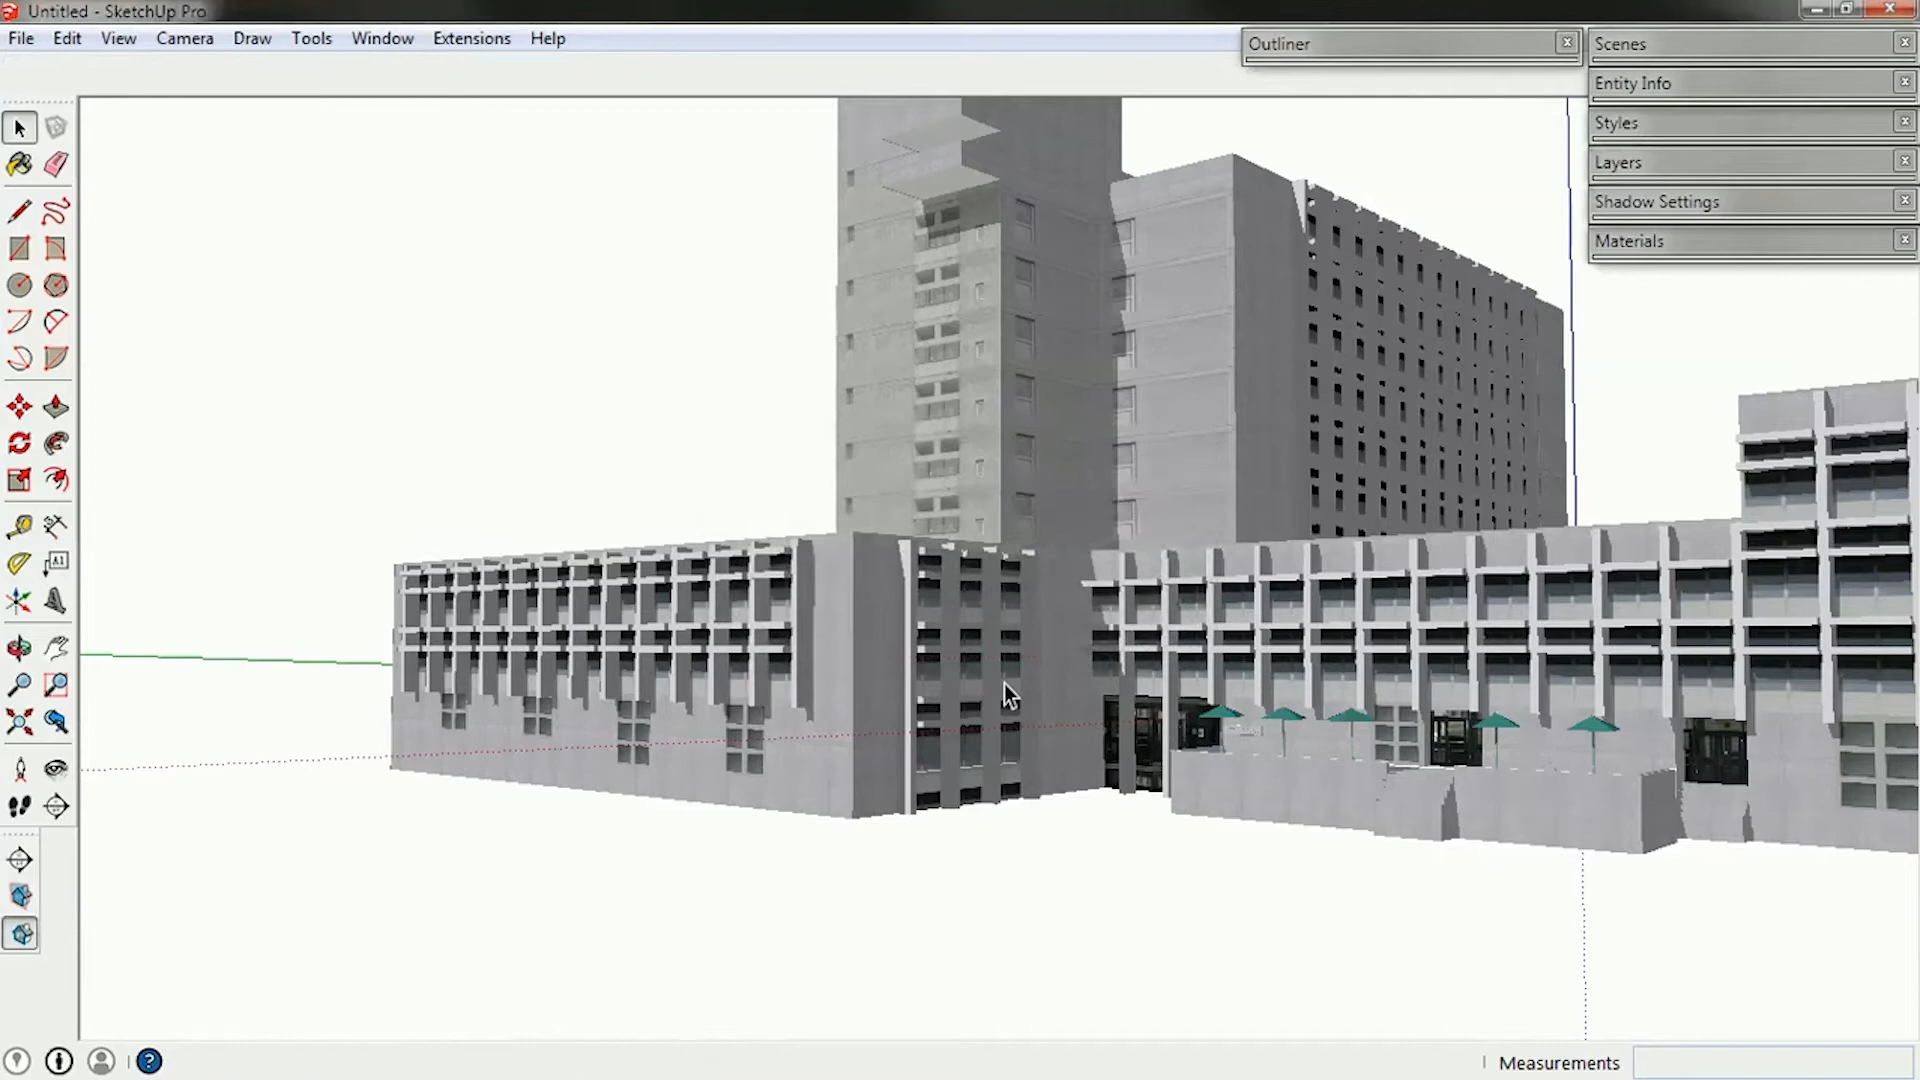 Untitled - SketchUp Pro
File Edit View Camera Draw Tools Window Extensions Help
Outliner
Scenes
Entity Info
Styles
Layers
Shadow Settings
Materials
A1
Measurements